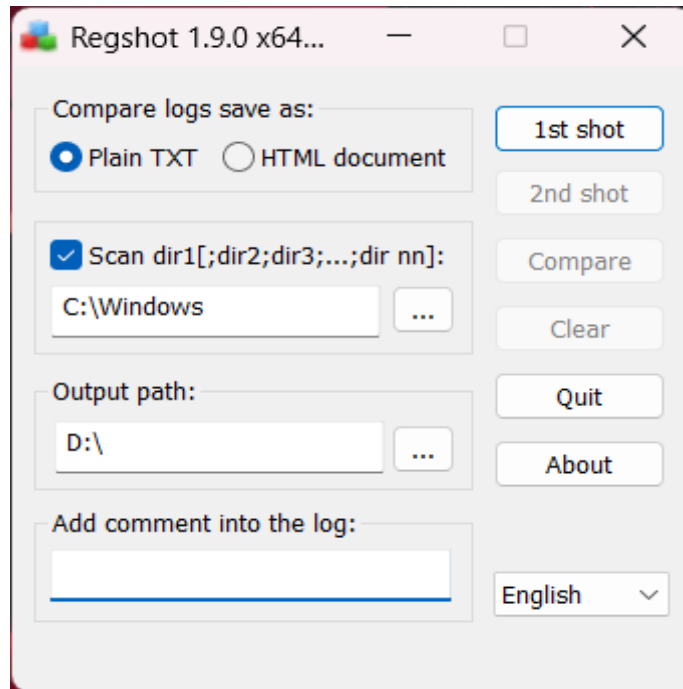 Regshot 1.9.0 x64...
Compare logs save as:
Plain TXT HTML document
1st shot
2nd shot
Scan dir1[;dir2;dir3;...;dir nn]:
C:\Windows
...
Compare
Clear
Output path:
D:\
...
Quit
About
Add comment into the log:
English